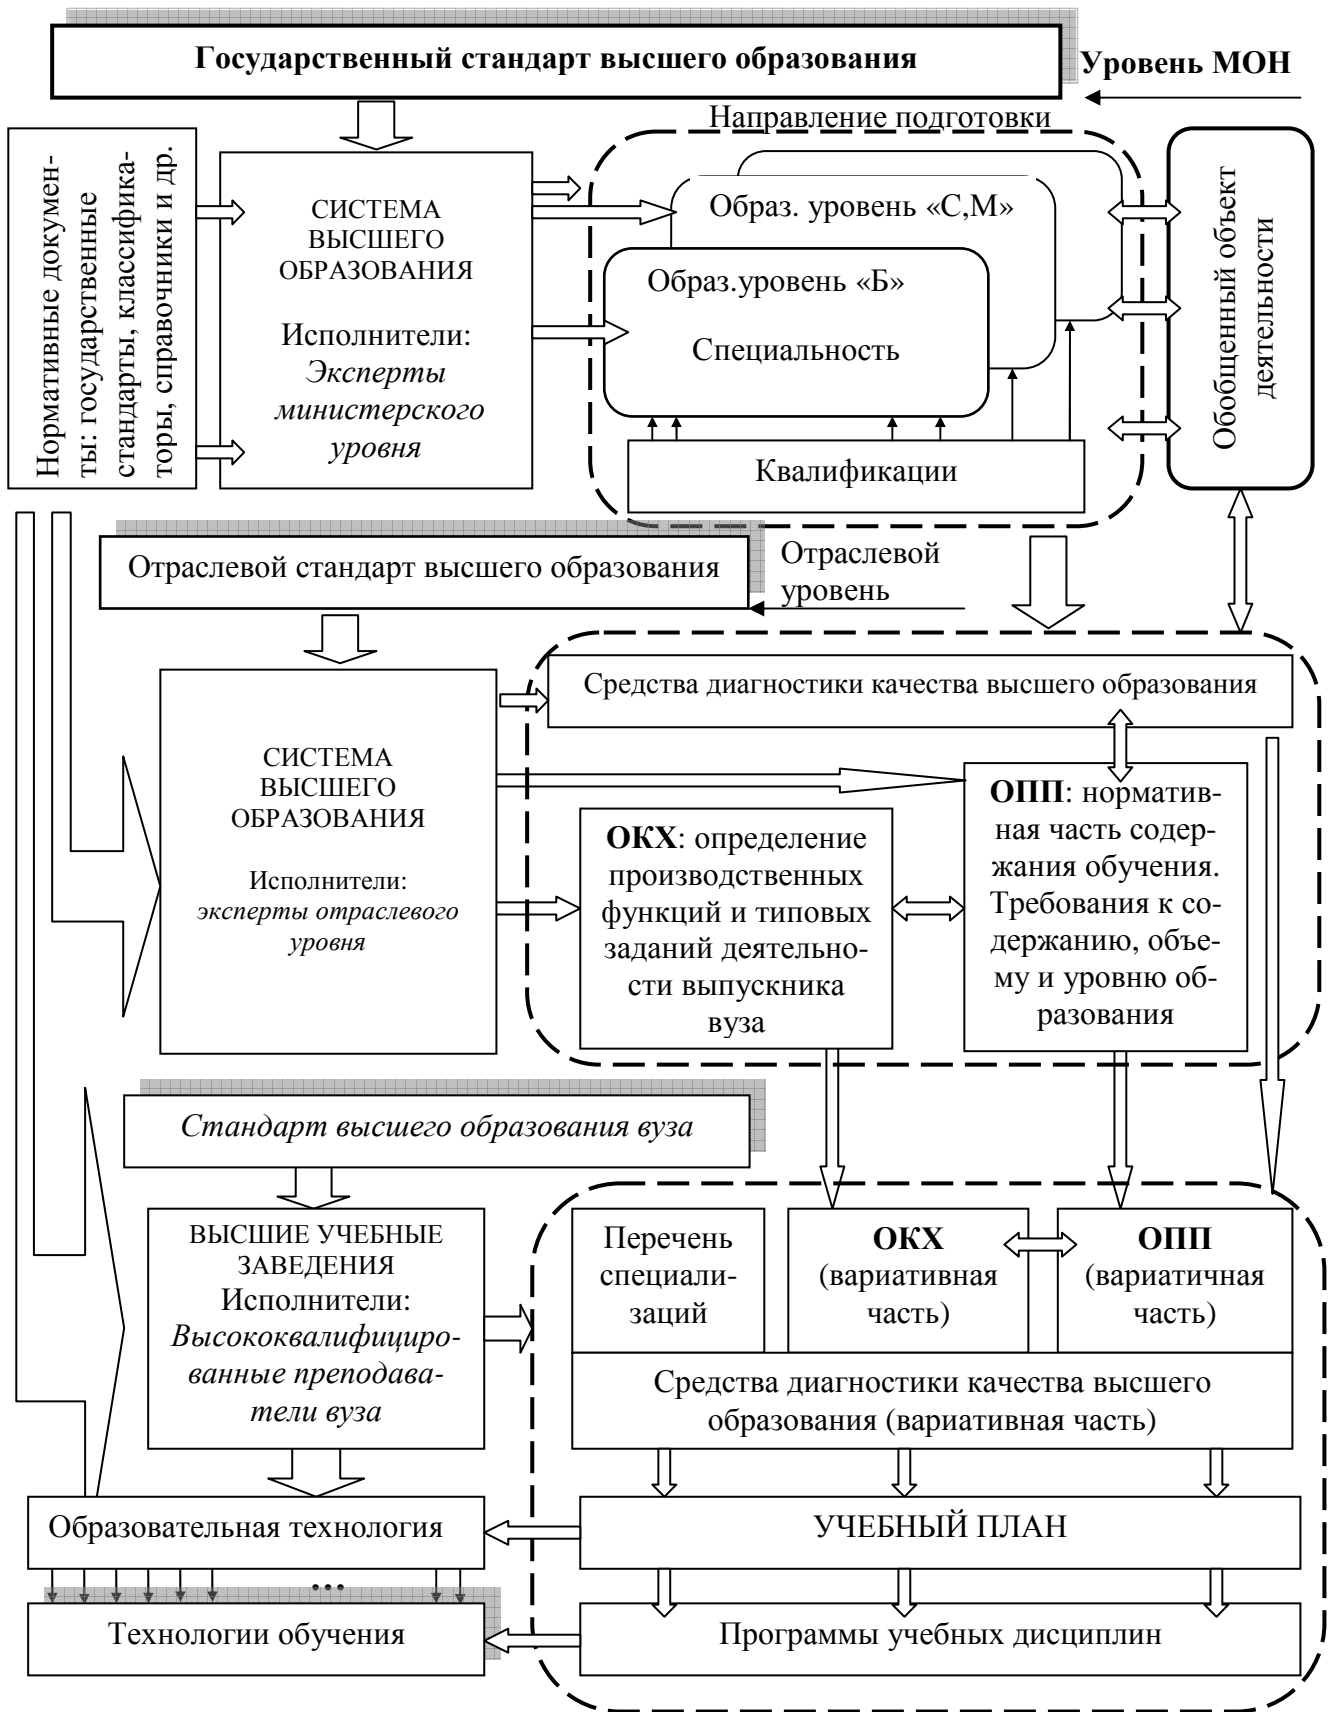 Государственный стандарт высшего образования
Уровень МОН
Направление подготовки
Нормативные докумен-
ты: государственные
стандарты, классифика-
торы, справочники и др.
СИСТЕМА
ВЫСШЕГО
ОБРАЗОВАНИЯ
Исполнители:
Эксперты
министерского
уровня
Образ. уровень «С,М»
Образ.уровень «Б»
Специальность
Квалификации
Обобщенный объект
деятельности
Отраслевой стандарт высшего образования
Отраслевой
уровень
Средства диагностики качества высшего образования
СИСТЕМА
ВЫСШЕГО
ОБРАЗОВАНИЯ
Исполнители:
эксперты отраслевого
уровня
ОКХ: определение
производственных
функций и типовых
заданий деятельно-
сти выпускника
вуза
ОПП: норматив-
ная часть содер-
жания обучения.
Требования к со-
держанию, объе-
му и уровню об-
разования
Стандарт высшего образования вуза
ВЫСШИЕ УЧЕБНЫЕ
ЗАВЕДЕНИЯ
Исполнители:
Высококвалифициро-
ванные преподава-
тели вуза
Перечень
специали-
заций
ОКХ
(вариативная
часть)
ОПП
(вариатичная
часть)
Средства диагностики качества высшего
образования (вариативная часть)
Образовательная технология
УЧЕБНЫЙ ПЛАН
...
Технологии обучения
Программы учебных дисциплин